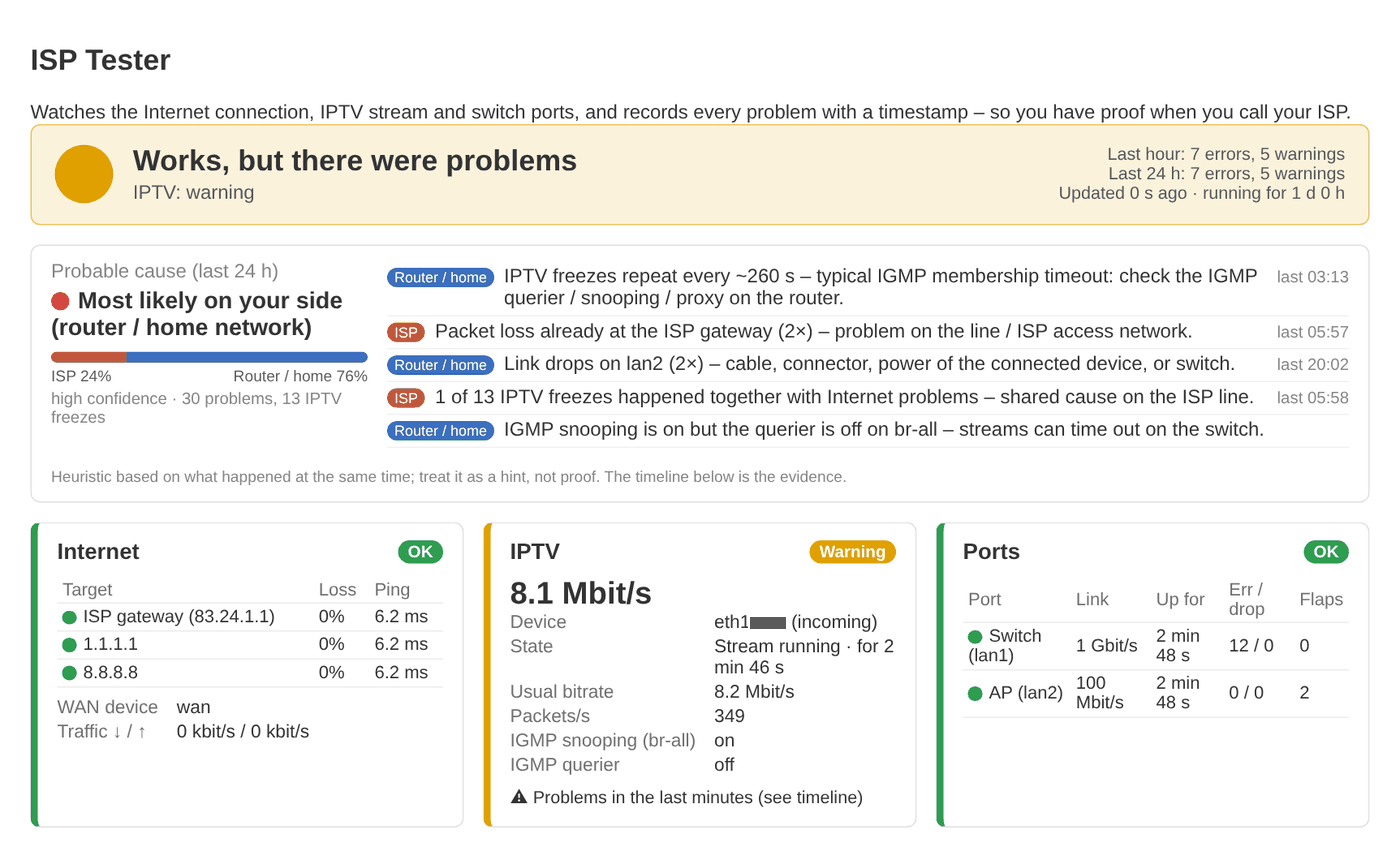 ISP Tester
Watches the Internet connection, IPTV stream and switch ports, and records every problem with a timestamp – so you have proof when you call your ISP.
Works, but there were problems
IPTV: warning
Last hour: 7 errors, 5 warnings
Last 24 h: 7 errors, 5 warnings
Updated 0 s ago · running for 1 d 0 h
Probable cause (last 24 h)
Most likely on your side
(router / home network)
ISP 24% Router / home 76%
high confidence · 30 problems, 13 IPTV
freezes
Router / home IPTV freezes repeat every ~260 s – typical IGMP membership timeout: check the IGMP last 03:13
querier / snooping / proxy on the router.
ISP Packet loss already at the ISP gateway (2×) – problem on the line / ISP access network. last 05:57
Router / home Link drops on lan2 (2×) – cable, connector, power of the connected device, or switch. last 20:02
ISP 1 of 13 IPTV freezes happened together with Internet problems – shared cause on the ISP line. last 05:58
Router / home IGMP snooping is on but the querier is off on br-all – streams can time out on the switch.
Heuristic based on what happened at the same time; treat it as a hint, not proof. The timeline below is the evidence.
Internet OK
Target Loss Ping
ISP gateway (83.24.1.1) 0% 6.2 ms
1.1.1.1 0% 6.2 ms
8.8.8.8 0% 6.2 ms
WAN device wan
Traffic ↓ / ↑ 0 kbit/s / 0 kbit/s
IPTV Warning
8.1 Mbit/s
Device eth1 (incoming)
State Stream running · for 2
min 46 s
Usual bitrate 8.2 Mbit/s
Packets/s 349
IGMP snooping (br-all) on
IGMP querier off
⚠ Problems in the last minutes (see timeline)
Ports OK
Port Link Up for Err /
drop Flaps
Switch
(lan1) 1 Gbit/s 2 min
48 s 12 / 0 0
AP (lan2) 100
Mbit/s 2 min
48 s 0 / 0 2